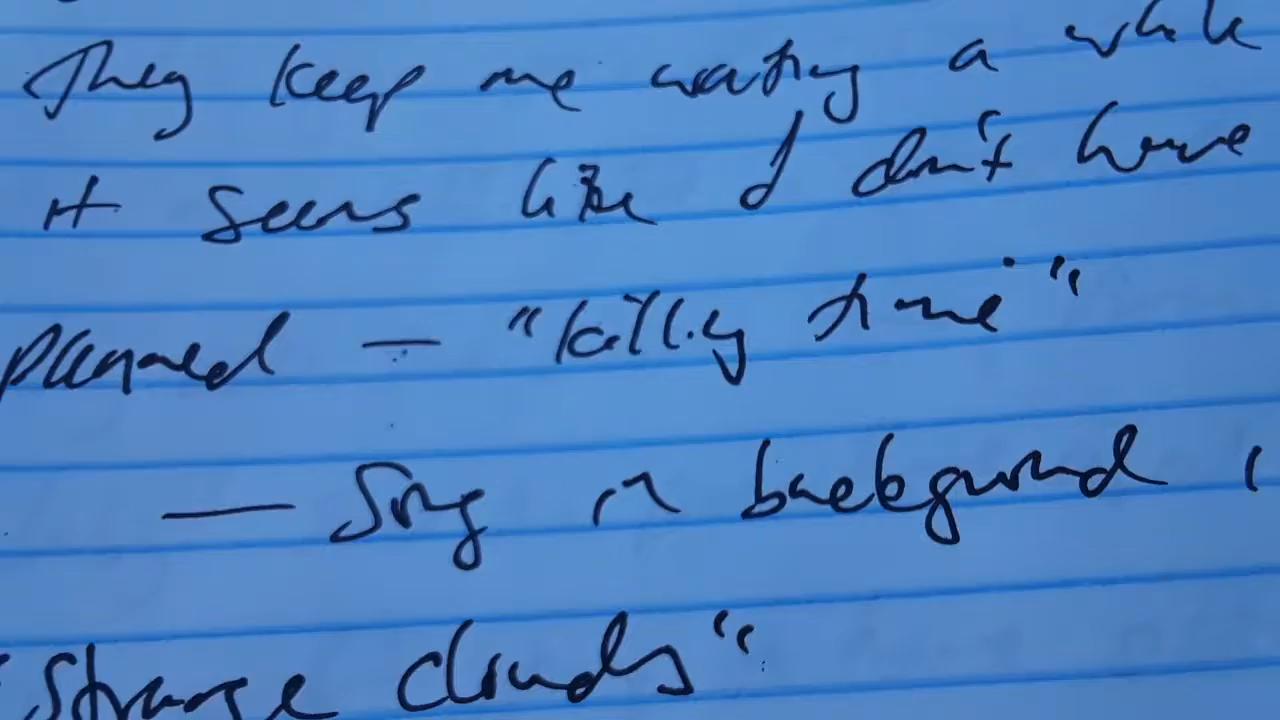 They keep me waiting a while
it seems like I don't have
planned — "killing time"
— Song in background
"Strange clouds"